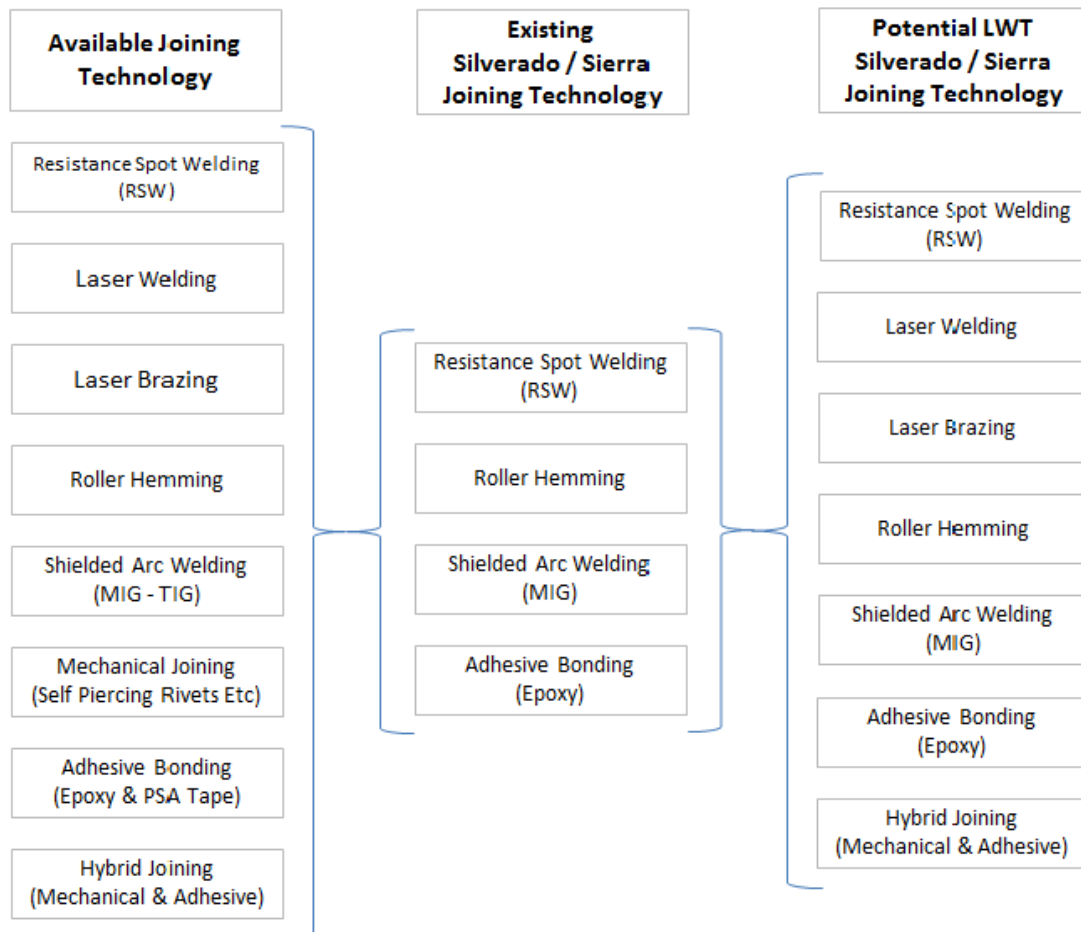 Available Joining
Technology
Resistance Spot Welding
(RSW)
Laser Welding
Laser Brazing
Roller Hemming
Shielded Arc Welding
(MIG - TIG)
Mechanical Joining
(Self Piercing Rivets Etc)
Adhesive Bonding
(Epoxy & PSA Tape)
Hybrid Joining
(Mechanical & Adhesive)
Existing
Silverado / Sierra
Joining Technology
Resistance Spot Welding
(RSW)
Roller Hemming
Shielded Arc Welding
(MIG)
Adhesive Bonding
(Epoxy)
Potential LWT
Silverado / Sierra
Joining Technology
Resistance Spot Welding
(RSW)
Laser Welding
Laser Brazing
Roller Hemming
Shielded Arc Welding
(MIG)
Adhesive Bonding
(Epoxy)
Hybrid Joining
(Mechanical & Adhesive)